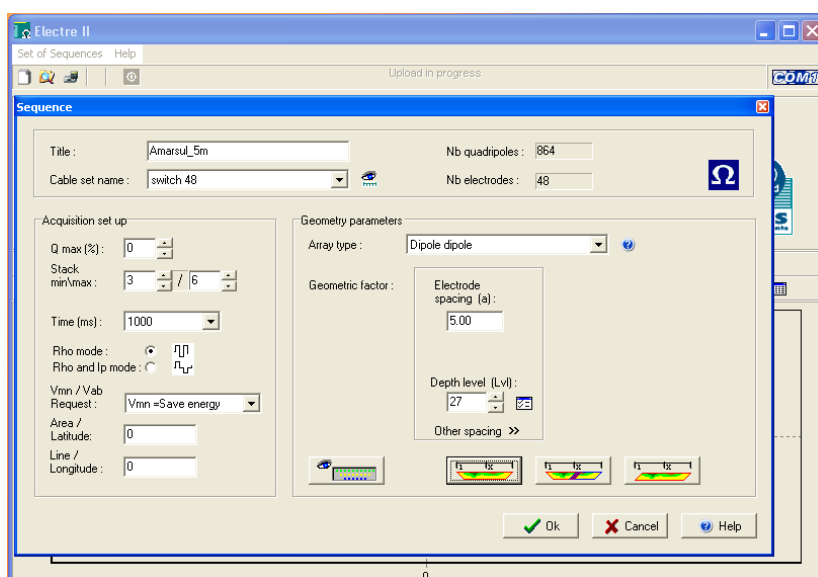 Electre II
Set of Sequences Help
Upload in progress
COM1
Sequence
Title : Amarsul_5m Nb quadripoles : 864
Cable set name : switch 48 Nb electrodes : 48
Ω
Acquisition set up
Q max (%) : 0
Stack
min\max : 3 / 6
Time (ms) : 1000
Rho mode :
Rho and Ip mode :
Vmn / Vab
Request : Vmn =Save energy
Area /
Latitude: 0
Line /
Longitude : 0
Geometry parameters
Array type : Dipole dipole
Geometric factor : Electrode
spacing (a) :
5.00
Depth level (Lvl) :
27
Other spacing >>
Ok Cancel Help
0